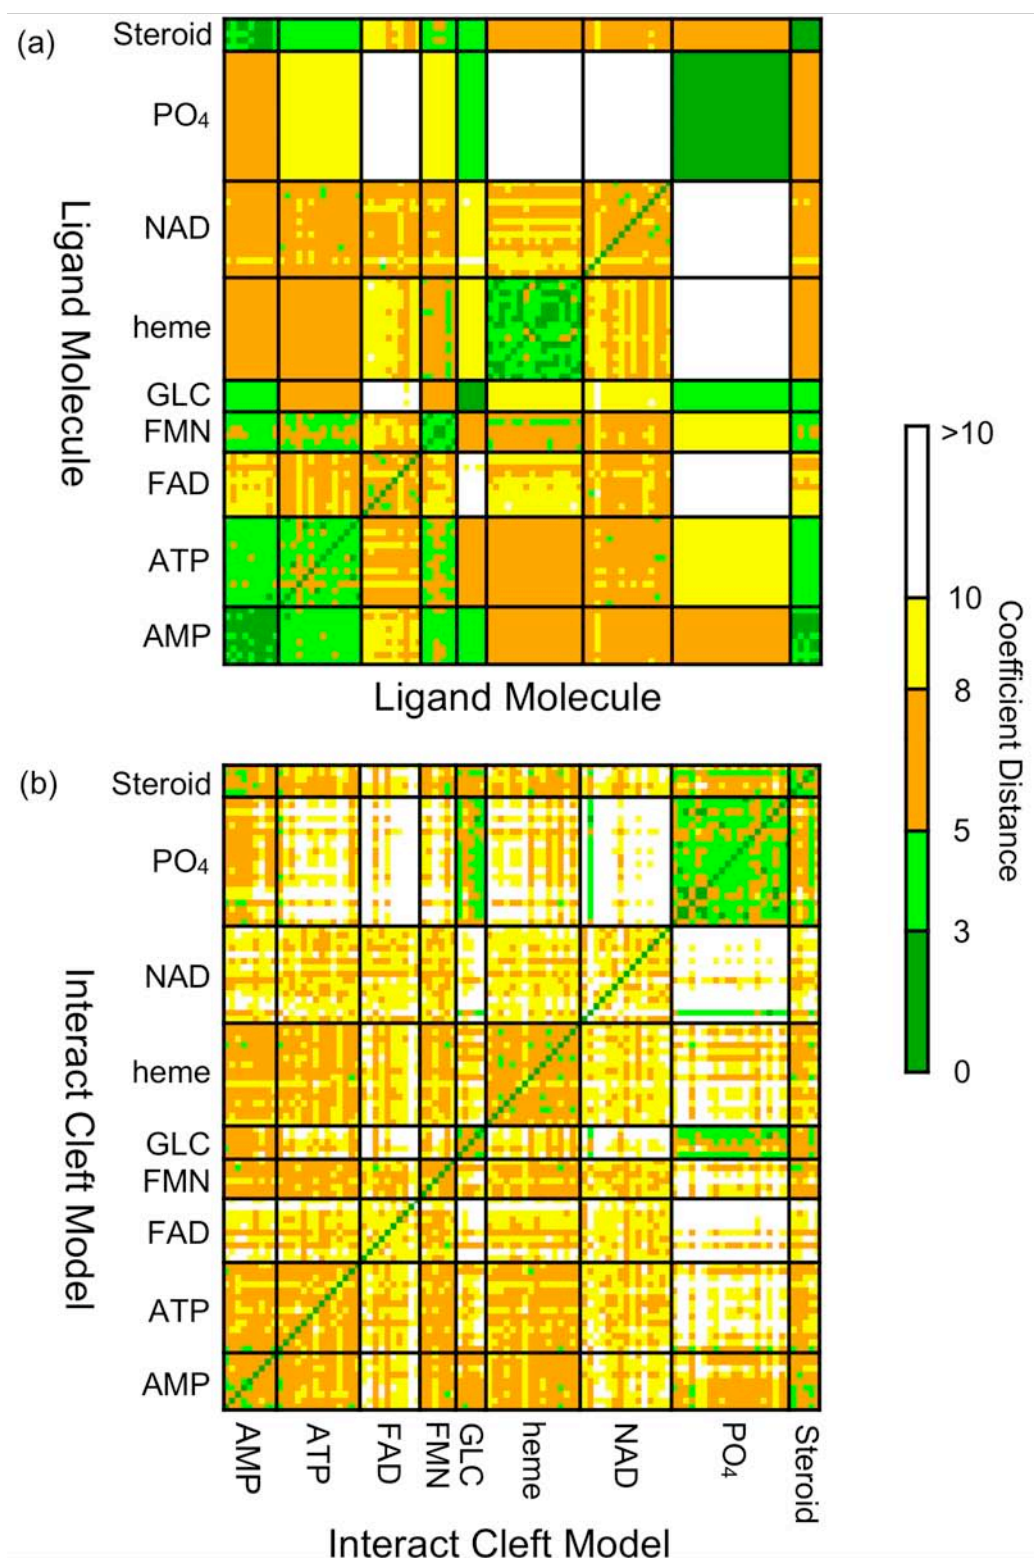 (a)
Steroid
PO₄
NAD
heme
GLC
FMN
FAD
ATP
AMP
Ligand Molecule
Ligand Molecule
>10
10
8
5
3
0
Coefficient Distance
(b)
Steroid
PO₄
NAD
heme
GLC
FMN
FAD
ATP
AMP
Interact Cleft Model
AMP
ATP
FAD
FMN
GLC
heme
NAD
PO₄
Steroid
Interact Cleft Model